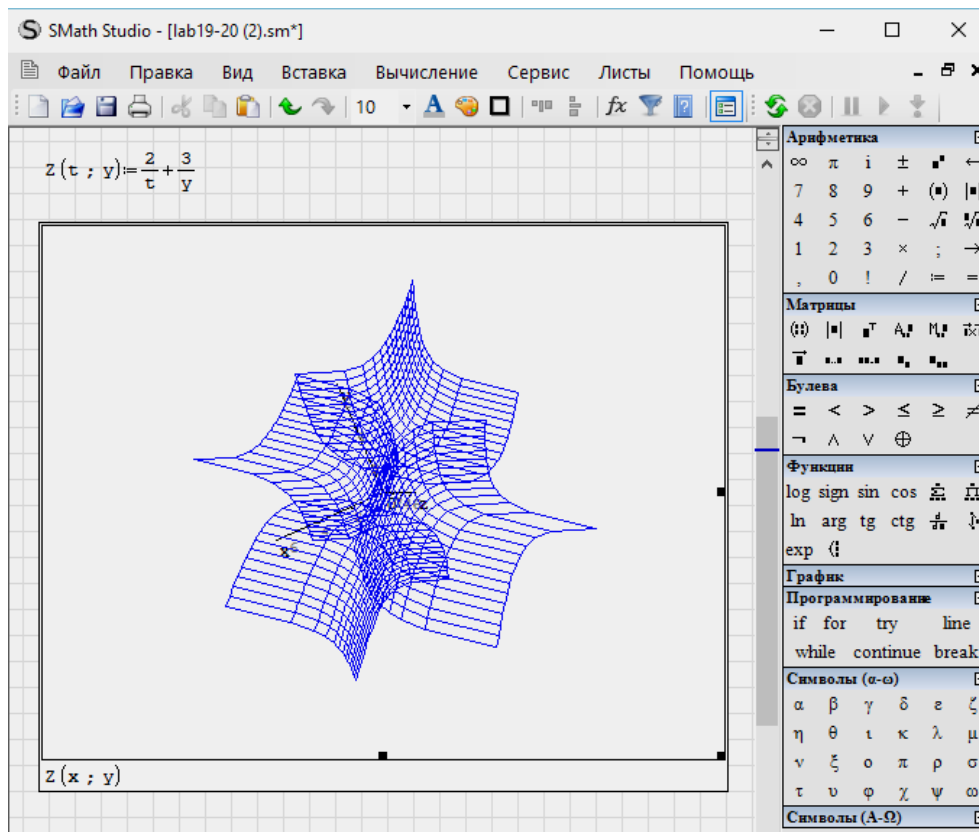 SMath Studio - [lab19-20 (2).sm*]
Файл Правка Вид Вставка Вычисление Сервис Листы Помощь
10 A fx
Z(t ; y):=2/t+3/y
y
x
z
Z(x ; y)
Арифметика
∞ π i ±
7 8 9 +
4 5 6 −
1 2 3 × ; →
, 0 ! / := =
Матрицы
Булева
= < > ≤ ≥ ≠
¬ ∧ ∨ ⊕
Функции
log sign sin cos
ln arg tg ctg
exp
График
Программирование
if for try line
while continue break
Символы (α-ω)
α β γ δ ε ζ
η θ ι κ λ μ
ν ξ ο π ρ σ
τ υ φ χ ψ ω
Символы (Α-Ω)